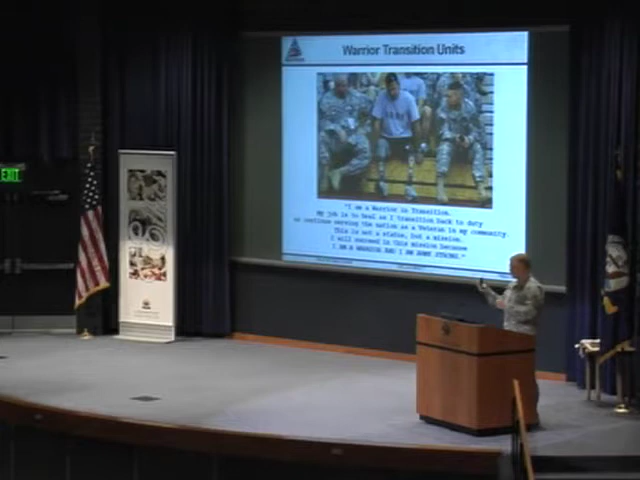 Warrior Transition Units
EXIT
ARMY
"I am a Warrior in Transition.
My job is to heal as I transition back to duty
or continue serving the nation as a Veteran in my community.
This is not a status, but a mission.
I will succeed in this mission because
I AM A WARRIOR AND I AM ARMY STRONG."